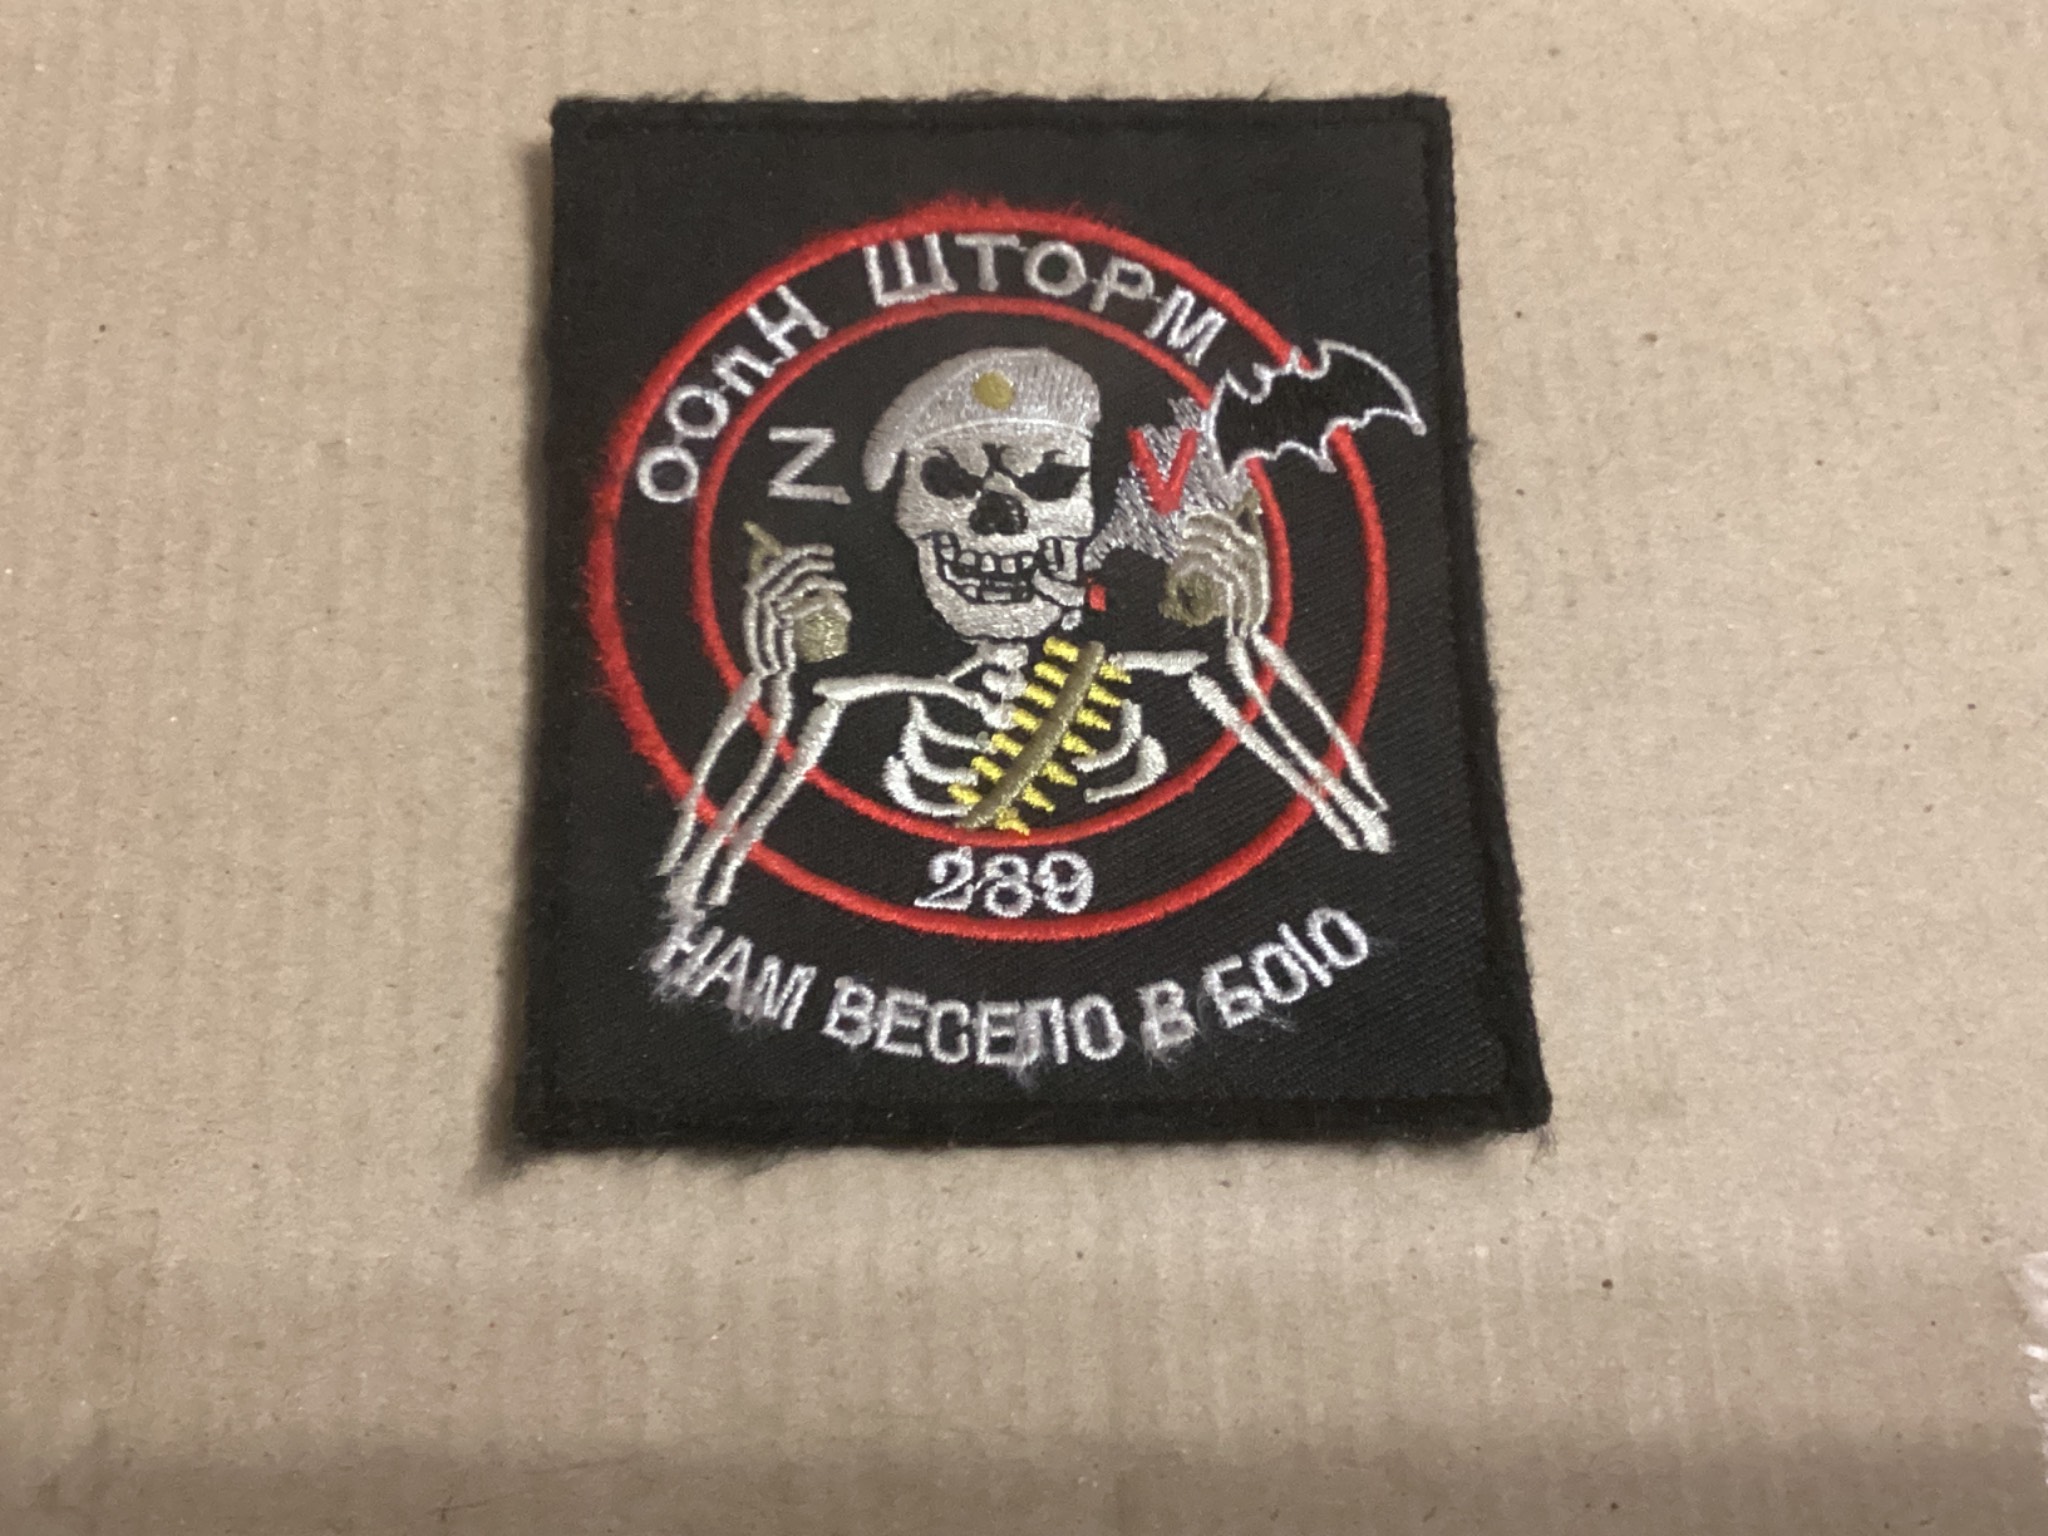 ООпН ШТОРМ
Z V
289
НАМ ВЕСЕЛО В БОЮ